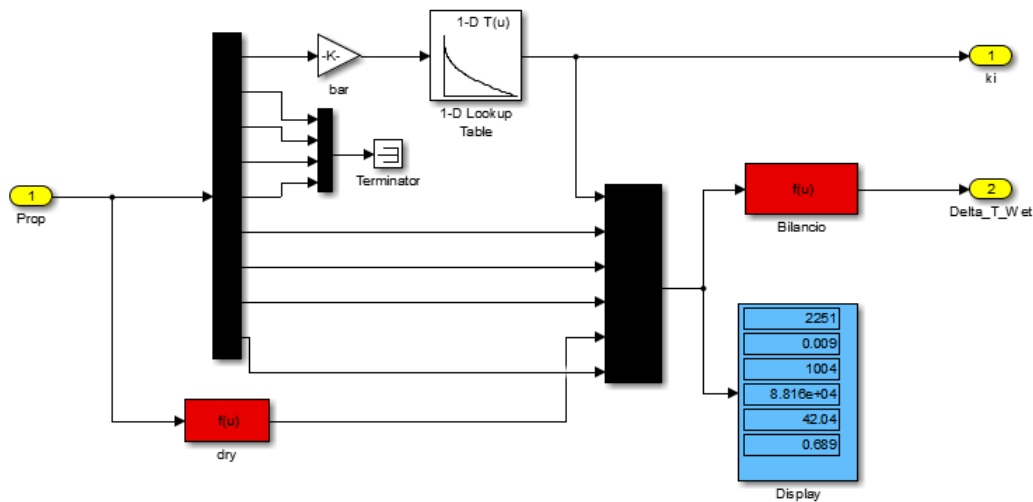 1-D T(u)
-K-
bar
1-D Lookup
Table
1
ki
Terminator
1
Prop
f(u)
Bilancio
2
Delta_T_Wet
2251
0.009
1004
8.816e+04
42.04
0.689
Display
f(u)
dry